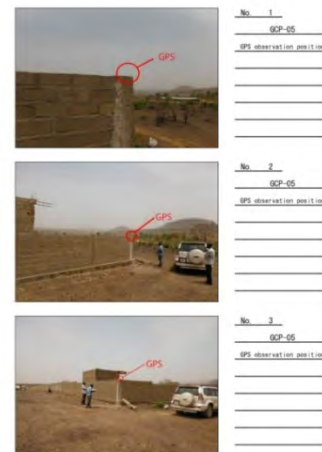 GPS
No. 1
GCP-05
GPS observation position
GPS
No. 2
GCP-05
GPS observation position
GPS
No. 3
GCP-05
GPS observation position